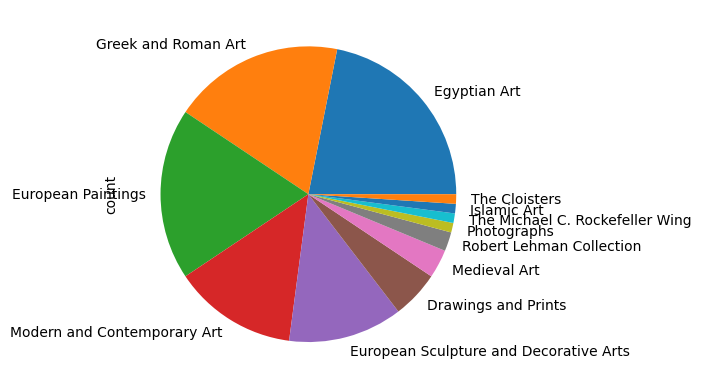 Greek and Roman Art
Egyptian Art
European Paintings
count
The Cloisters
Islamic Art
The Michael C. Rockefeller Wing
Photographs
Robert Lehman Collection
Medieval Art
Drawings and Prints
Modern and Contemporary Art
European Sculpture and Decorative Arts